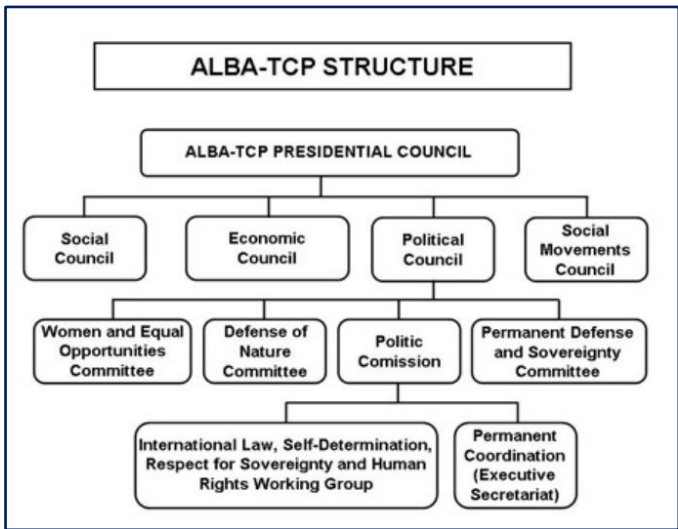 ALBA-TCP STRUCTURE
ALBA-TCP PRESIDENTIAL COUNCIL
Social
Council
Economic
Council
Political
Council
Social
Movements
Council
Women and Equal
Opportunities
Committee
Defense of
Nature
Committee
Politic
Comission
Permanent Defense
and Sovereignty
Committee
International Law, Self-Determination,
Respect for Sovereignty and Human
Rights Working Group
Permanent
Coordination
(Executive
Secretariat)